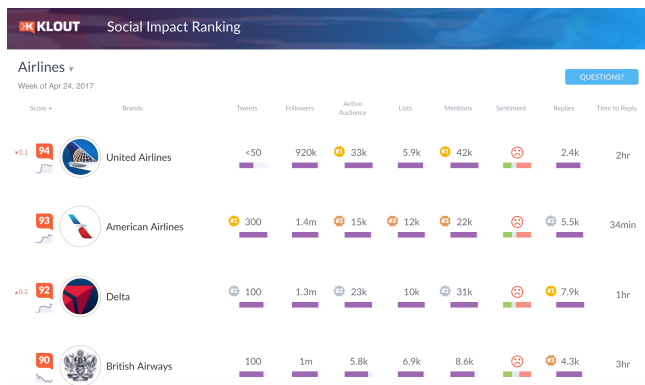 KLOUT Social Impact Ranking
Airlines
Week of Apr 24, 2017
QUESTIONS?
Score Brands Tweets Followers Active Audience Lists Mentions Sentiment Replies Time to Reply
0.1 94 United Airlines <50 920k #1 33k 5.9k #1 42k 2.4k 2hr
93 American Airlines #1 300 1.4m #3 15k #3 12k #3 22k #2 5.5k 34min
0.2 92 Delta #2 100 1.3m #2 23k 10k #2 31k #1 7.9k 1hr
90 British Airways 100 1m 5.8k 6.9k 8.6k #3 4.3k 3hr